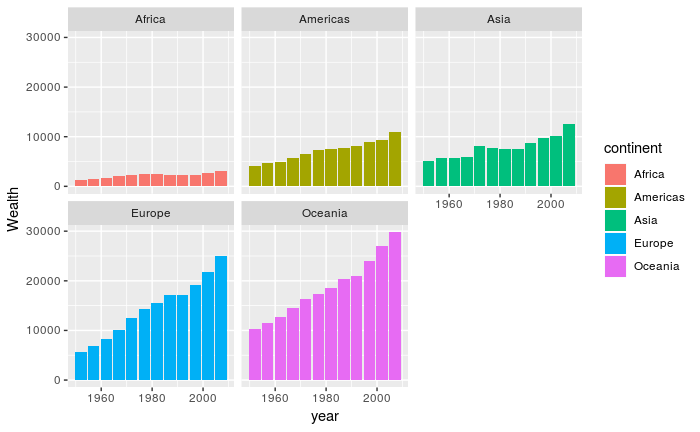 Africa
Americas
Asia
30000
20000
10000
0
1960
1980
2000
Wealth
Europe
Oceania
30000
20000
10000
0
1960
1980
2000
1960
1980
2000
year
continent
Africa
Americas
Asia
Europe
Oceania